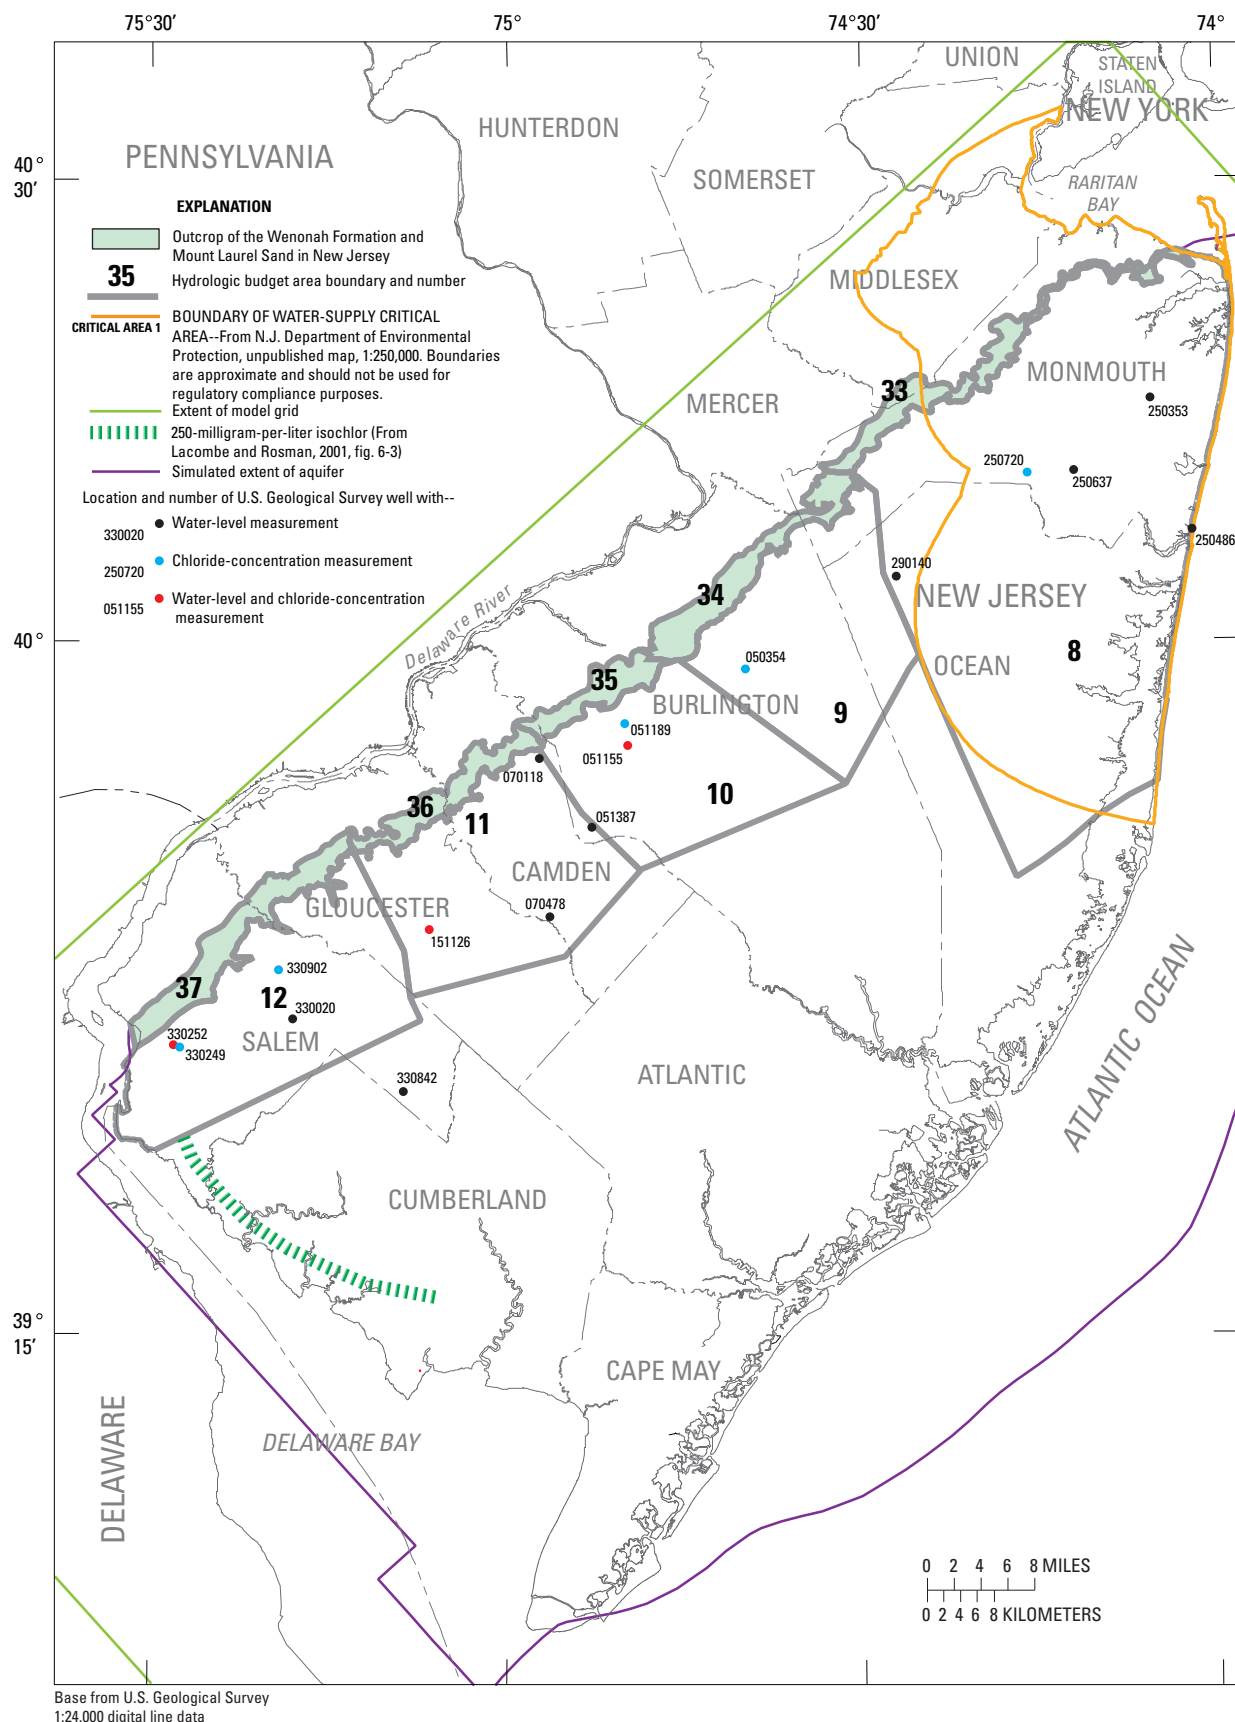 75°30'
75°
74°30'
74°
UNION
STATEN
ISLAND
NEW YORK
HUNTERDON
PENNSYLVANIA
40°
30'
SOMERSET
RARITAN
BAY
EXPLANATION
Outcrop of the Wenonah Formation and
Mount Laurel Sand in New Jersey
35
Hydrologic budget area boundary and number
CRITICAL AREA 1
BOUNDARY OF WATER-SUPPLY CRITICAL
AREA--From N.J. Department of Environmental
Protection, unpublished map, 1:250,000. Boundaries
are approximate and should not be used for
regulatory compliance purposes.
Extent of model grid
250-milligram-per-liter isochlor (From
Lacombe and Rosman, 2001, fig. 6-3)
Simulated extent of aquifer
Location and number of U.S. Geological Survey well with--
330020
Water-level measurement
250720
Chloride-concentration measurement
051155
Water-level and chloride-concentration
measurement
MIDDLESEX
MONMOUTH
33
MERCER
250353
250720
250637
250486
290140
NEW JERSEY
34
Delaware River
40°
8
050354
OCEAN
35
BURLINGTON
9
051189
051155
070118
10
36
11
051387
CAMDEN
070478
GLOUCESTER
151126
330902
37
12
330020
330252
330249
SALEM
330842
ATLANTIC
ATLANTIC OCEAN
CUMBERLAND
39°
15'
CAPE MAY
DELAWARE
DELAWARE BAY
0 2 4 6 8 MILES
0 2 4 6 8 KILOMETERS
Base from U.S. Geological Survey
1:24,000 digital line data